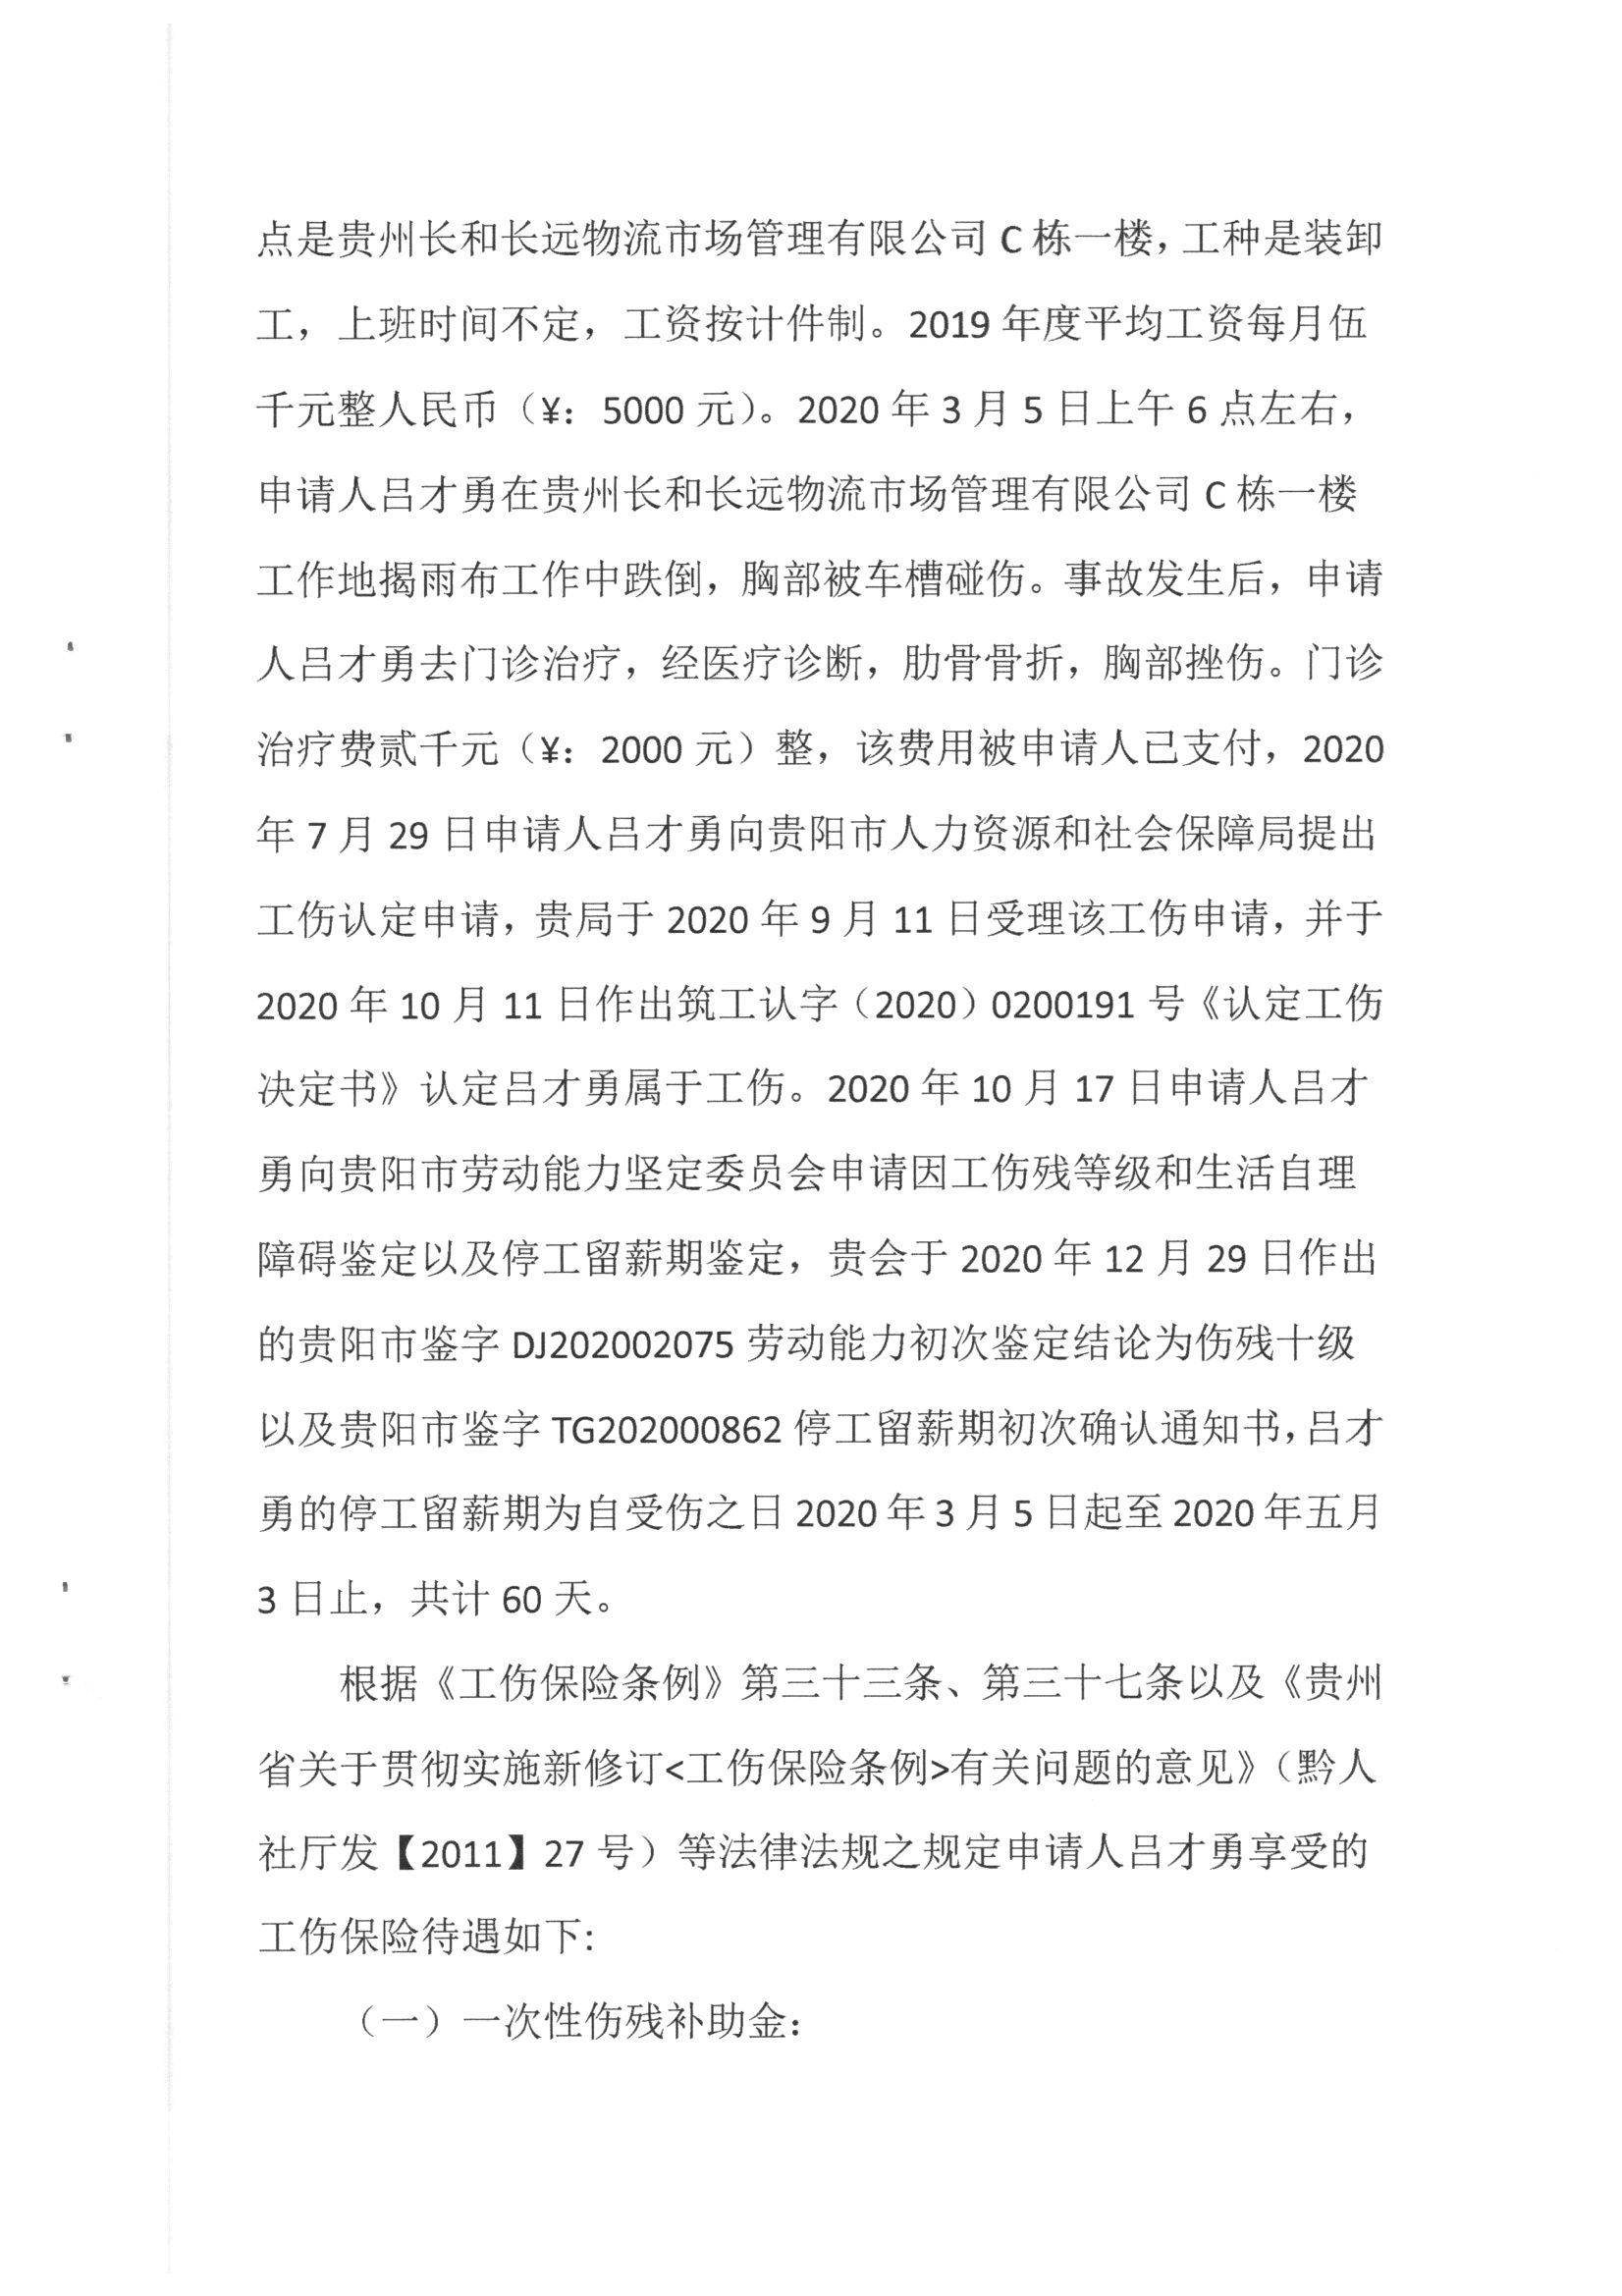 点是贵州长和长远物流市场管理有限公司 C 栋一楼，工种是装卸
工，上班时间不定，工资按计件制。2019 年度平均工资每月伍
千元整人民币（¥：5000 元）。2020 年 3 月 5 日上午 6 点左右，
申请人吕才勇在贵州长和长远物流市场管理有限公司 C 栋一楼
工作地揭雨布工作中跌倒，胸部被车槽碰伤。事故发生后，申请
人吕才勇去门诊治疗，经医疗诊断，肋骨骨折，胸部挫伤。门诊
治疗费贰千元（¥：2000 元）整，该费用被申请人已支付，2020
年 7 月 29 日申请人吕才勇向贵阳市人力资源和社会保障局提出
工伤认定申请，贵局于 2020 年 9 月 11 日受理该工伤申请，并于
2020 年 10 月 11 日作出筑工认字（2020）0200191 号《认定工伤
决定书》认定吕才勇属于工伤。2020 年 10 月 17 日申请人吕才
勇向贵阳市劳动能力坚定委员会申请因工伤残等级和生活自理
障碍鉴定以及停工留薪期鉴定，贵会于 2020 年 12 月 29 日作出
的贵阳市鉴字 DJ202002075 劳动能力初次鉴定结论为伤残十级
以及贵阳市鉴字 TG202000862 停工留薪期初次确认通知书，吕才
勇的停工留薪期为自受伤之日 2020 年 3 月 5 日起至 2020 年五月
3 日止，共计 60 天。
根据《工伤保险条例》第三十三条、第三十七条以及《贵州
省关于贯彻实施新修订<工伤保险条例>有关问题的意见》（黔人
社厅发【2011】27 号）等法律法规之规定申请人吕才勇享受的
工伤保险待遇如下：
（一）一次性伤残补助金：